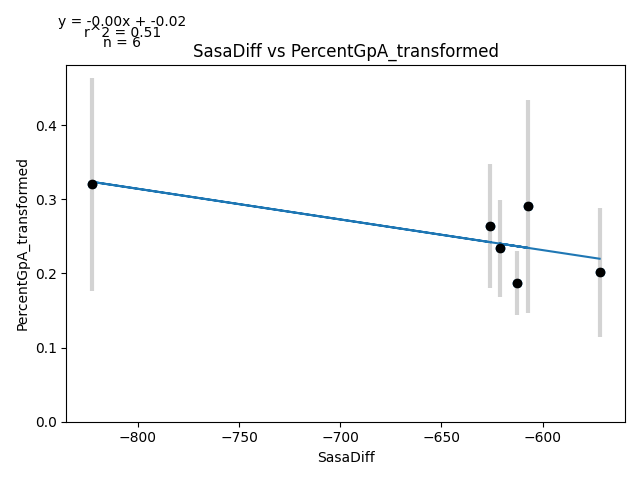 y = -0.00x + -0.02
r^2 = 0.51
n = 6
SasaDiff vs PercentGpA_transformed
PercentGpA_transformed
0.4
0.3
0.2
0.1
0.0
−800
−750
−700
−650
−600
SasaDiff